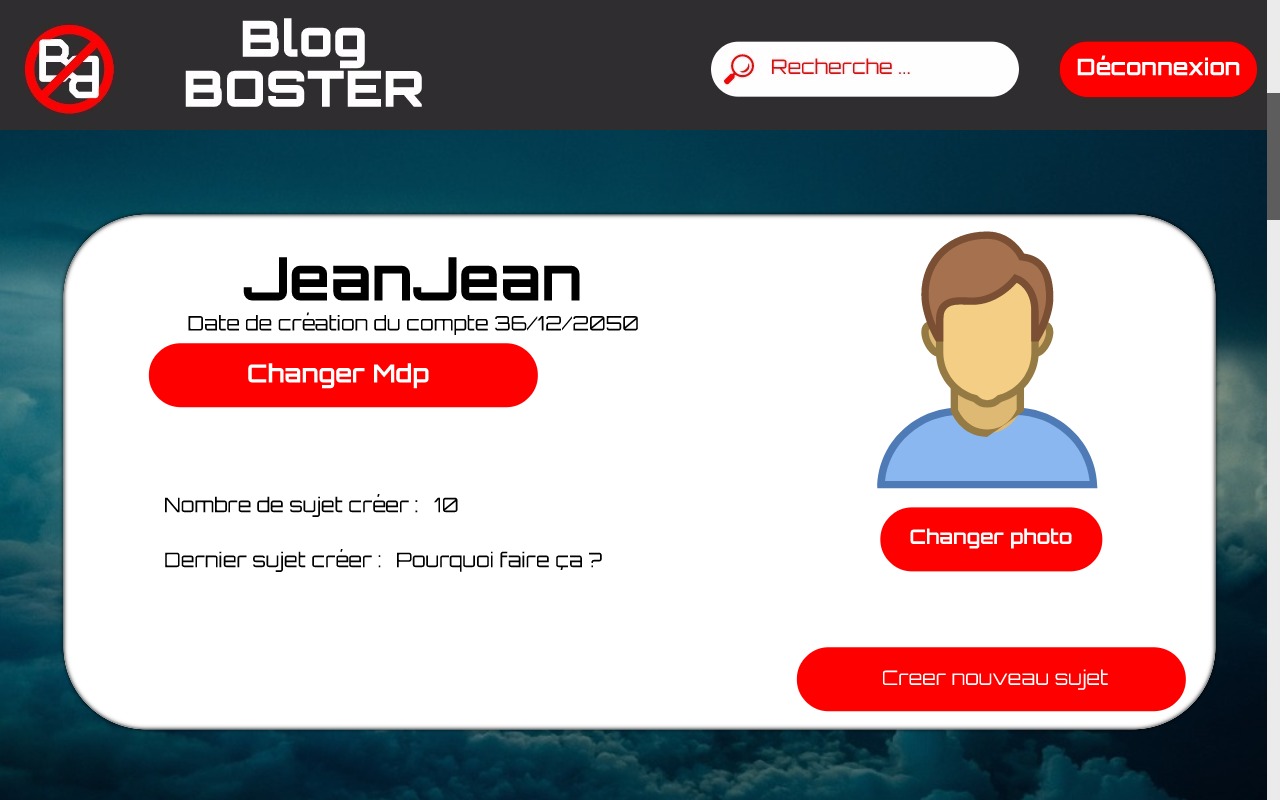 BB
Blog
BOSTER
Recherche ...
Déconnexion
JeanJean
Date de création du compte 36/12/2050
Changer Mdp
Nombre de sujet créer : 10
Dernier sujet créer : Pourquoi faire ça ?
Changer photo
Creer nouveau sujet